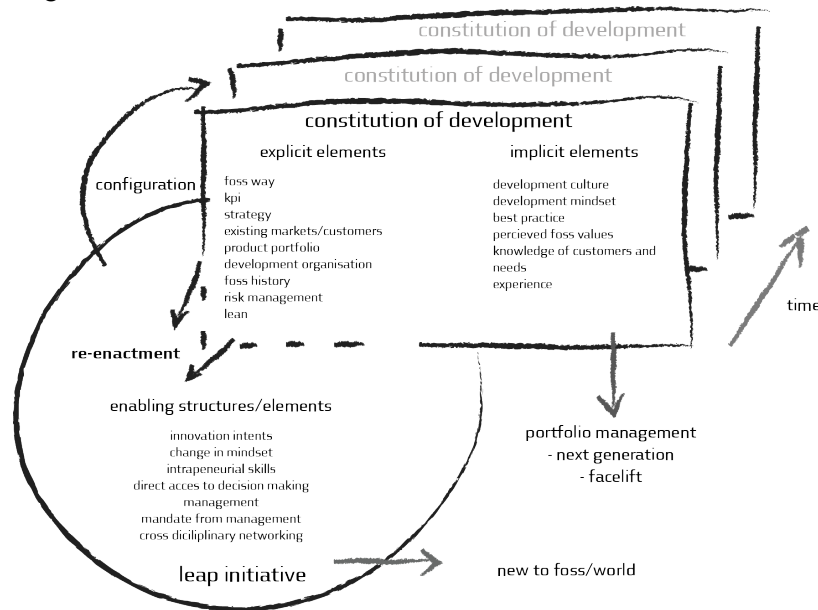 constitution of development
constitution of development
constitution of development
explicit elements
implicit elements
configuration
foss way
kpi
strategy
existing markets/customers
product portfolio
development organisation
foss history
risk management
lean
development culture
development mindset
best practice
percieved foss values
knowledge of customers and
needs
experience
time
re-enactment
enabling structures/elements
innovation intents
change in mindset
intrapeneurial skills
direct acces to decision making
management
mandate from management
cross diciliplinary networking
leap initiative
portfolio management
- next generation
- facelift
new to foss/world